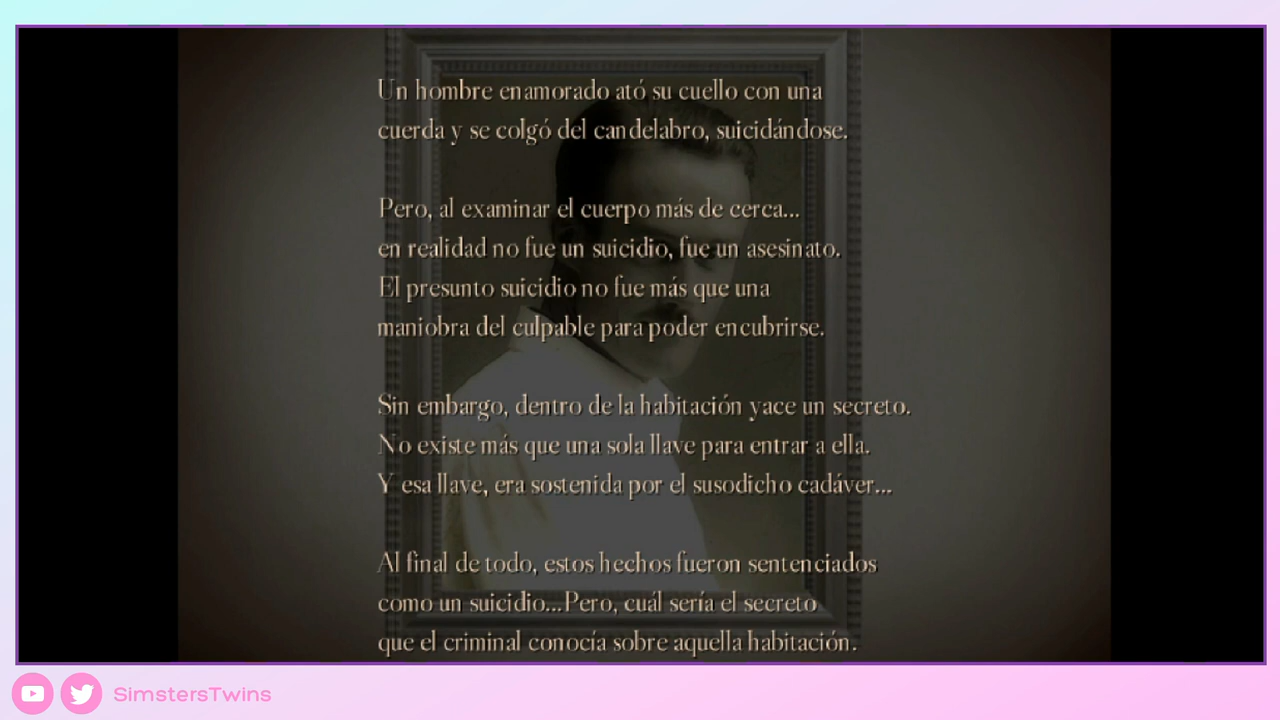 Un hombre enamorado ató su cuello con una
cuerda y se colgó del candelabro, suicidándose.
Pero, al examinar el cuerpo más de cerca...
en realidad no fue un suicidio, fue un asesinato.
El presunto suicidio no fue más que una
maniobra del culpable para poder encubrirse.
Sin embargo, dentro de la habitación yace un secreto.
No existe más que una sola llave para entrar a ella.
Y esa llave, era sostenida por el susodicho cadáver...
Al final de todo, estos hechos fueron sentenciados
como un suicidio...Pero, cuál sería el secreto
que el criminal conocía sobre aquella habitación.
SimstersTwins